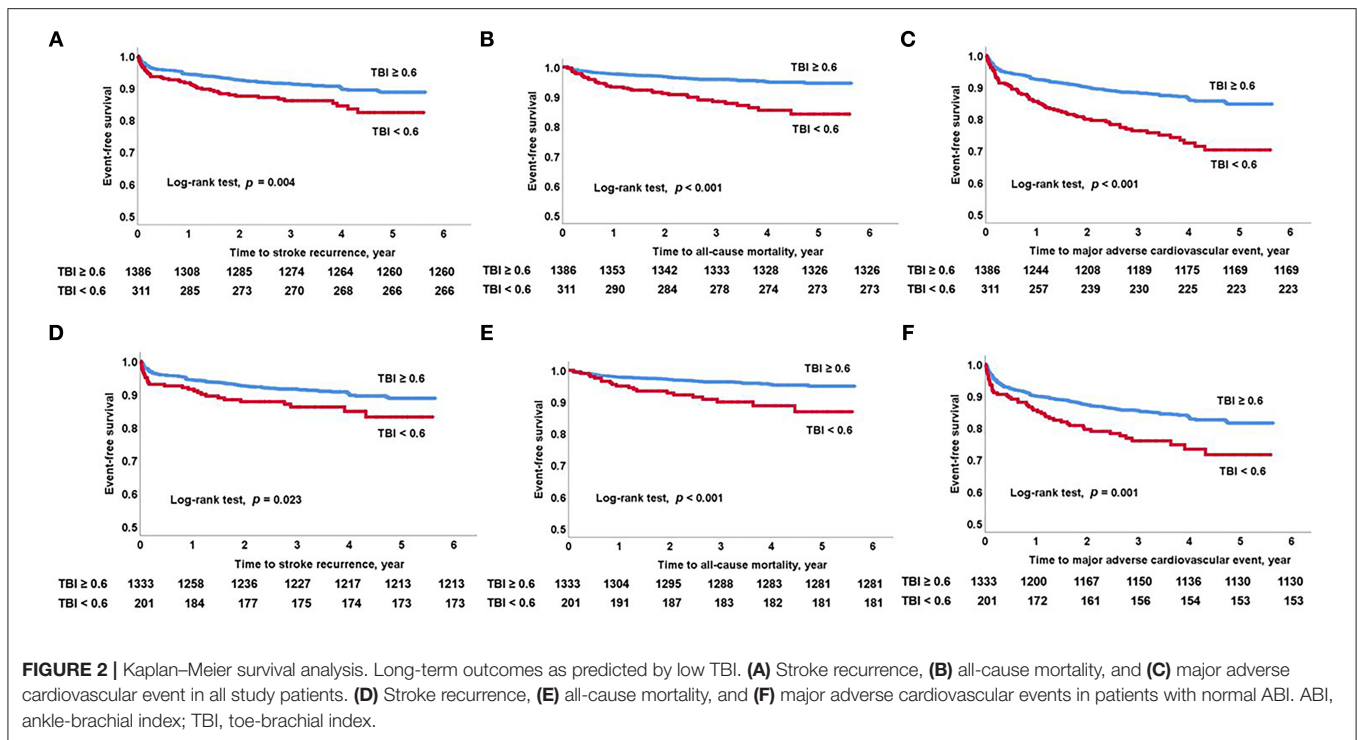 A
1.0
0.9
0.8
0.7
0.6
0.5
Event-free survival
TBI ≥ 0.6
TBI < 0.6
Log-rank test, p = 0.004
0 1 2 3 4 5 6
Time to stroke recurrence, year
TBI ≥ 0.6 1386 1308 1285 1274 1264 1260 1260
TBI < 0.6 311 285 273 270 268 266 266
B
1.0
0.9
0.8
0.7
0.6
0.5
Event-free survival
TBI ≥ 0.6
TBI < 0.6
Log-rank test, p < 0.001
0 1 2 3 4 5 6
Time to all-cause mortality, year
TBI ≥ 0.6 1386 1353 1342 1333 1328 1326 1326
TBI < 0.6 311 290 284 278 274 273 273
C
1.0
0.9
0.8
0.7
0.6
0.5
Event-free survival
TBI ≥ 0.6
TBI < 0.6
Log-rank test, p < 0.001
0 1 2 3 4 5 6
Time to major adverse cardiovascular event, year
TBI ≥ 0.6 1386 1244 1208 1189 1175 1169 1169
TBI < 0.6 311 257 239 230 225 223 223
D
1.0
0.9
0.8
0.7
0.6
0.5
Event-free survival
TBI ≥ 0.6
TBI < 0.6
Log-rank test, p = 0.023
0 1 2 3 4 5 6
Time to stroke recurrence, year
TBI ≥ 0.6 1333 1258 1236 1227 1217 1213 1213
TBI < 0.6 201 184 177 175 174 173 173
E
1.0
0.9
0.8
0.7
0.6
0.5
Event-free survival
TBI ≥ 0.6
TBI < 0.6
Log-rank test, p < 0.001
0 1 2 3 4 5 6
Time to all-cause mortality, year
TBI ≥ 0.6 1333 1304 1295 1288 1283 1281 1281
TBI < 0.6 201 191 187 183 182 181 181
F
1.0
0.9
0.8
0.7
0.6
0.5
Event-free survival
TBI ≥ 0.6
TBI < 0.6
Log-rank test, p = 0.001
0 1 2 3 4 5 6
Time to major adverse cardiovascular event, year
TBI ≥ 0.6 1333 1200 1167 1150 1136 1130 1130
TBI < 0.6 201 172 161 156 154 153 153
FIGURE 2 | Kaplan–Meier survival analysis. Long-term outcomes as predicted by low TBI. (A) Stroke recurrence, (B) all-cause mortality, and (C) major adverse
cardiovascular event in all study patients. (D) Stroke recurrence, (E) all-cause mortality, and (F) major adverse cardiovascular events in patients with normal ABI. ABI,
ankle-brachial index; TBI, toe-brachial index.